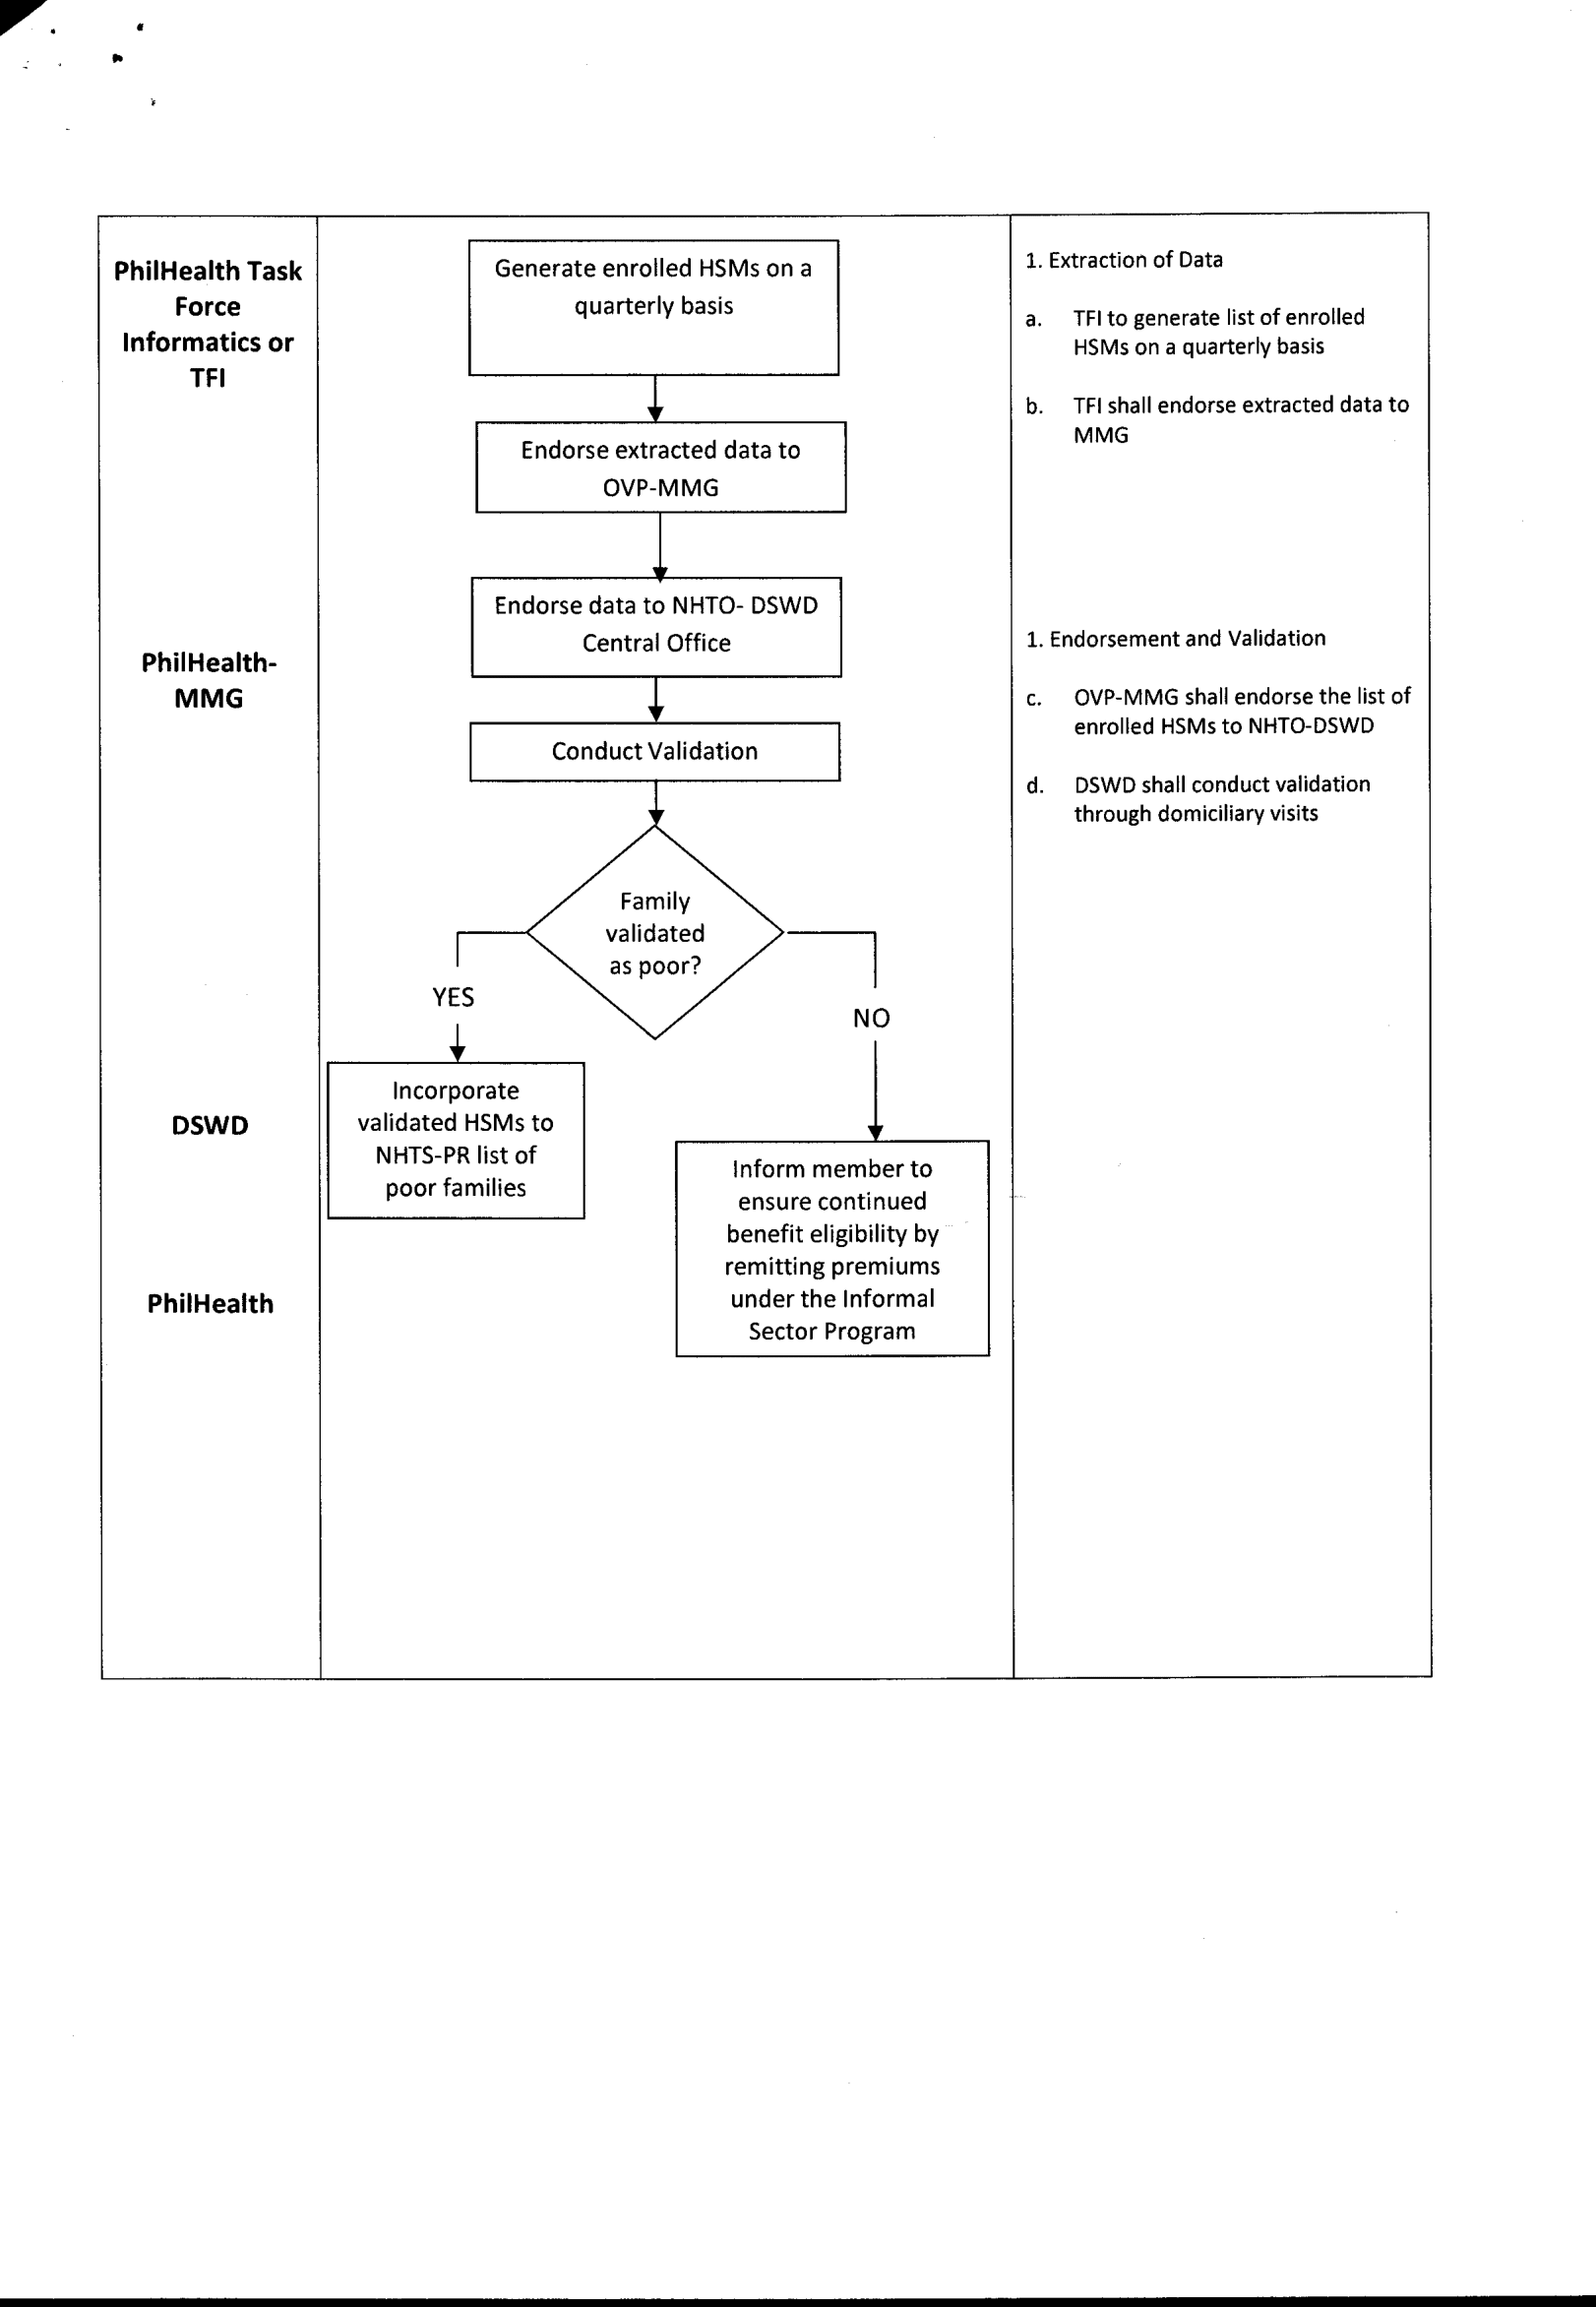 PhilHealth Task
Force
Informatics or
TFI
Generate enrolled HSMs on a
quarterly basis
1. Extraction of Data
a. TFI to generate list of enrolled
HSMs on a quarterly basis
b. TFI shall endorse extracted data to
MMG
Endorse extracted data to
OVP-MMG
PhilHealth-
MMG
Endorse data to NHTO- DSWD
Central Office
Conduct Validation
1. Endorsement and Validation
c. OVP-MMG shall endorse the list of
enrolled HSMs to NHTO-DSWD
d. DSWD shall conduct validation
through domiciliary visits
Family
validated
as poor?
YES
NO
DSWD
Incorporate
validated HSMs to
NHTS-PR list of
poor families
PhilHealth
Inform member to
ensure continued
benefit eligibility by
remitting premiums
under the Informal
Sector Program